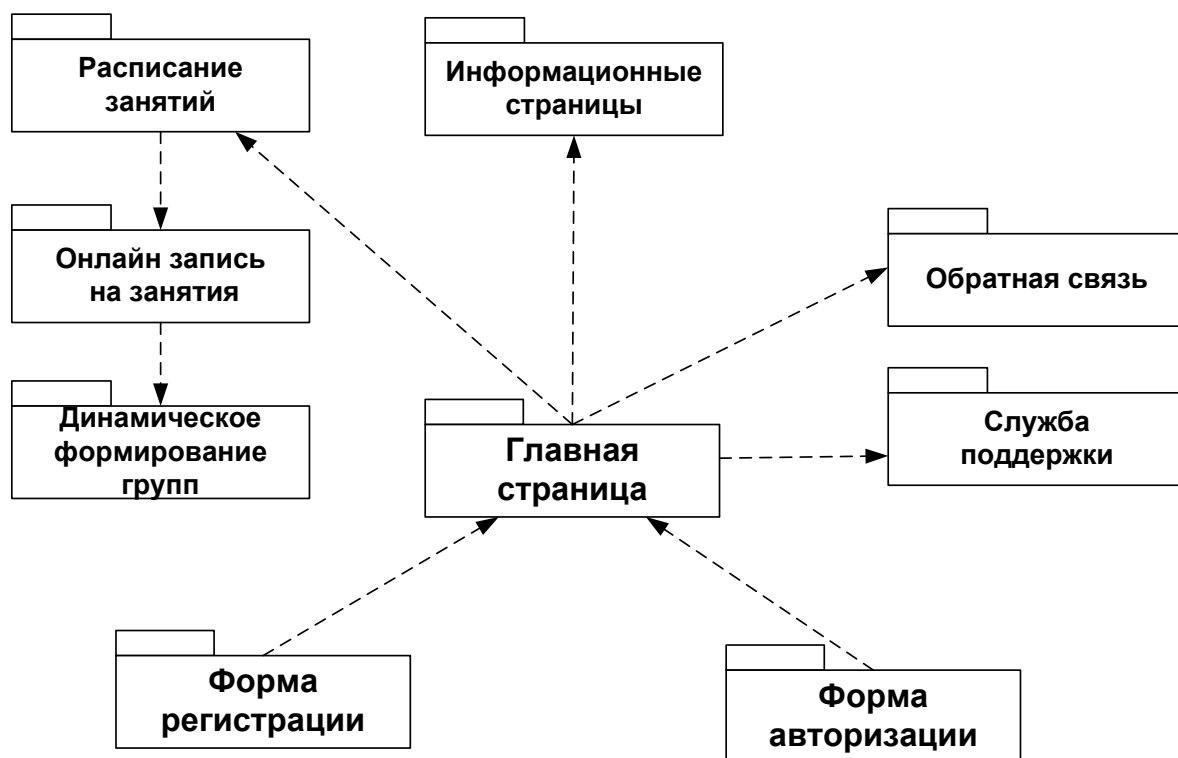 Расписание
занятий
Информационные
страницы
Онлайн запись
на занятия
Обратная связь
Динамическое
формирование
групп
Главная
страница
Служба
поддержки
Форма
регистрации
Форма
авторизации